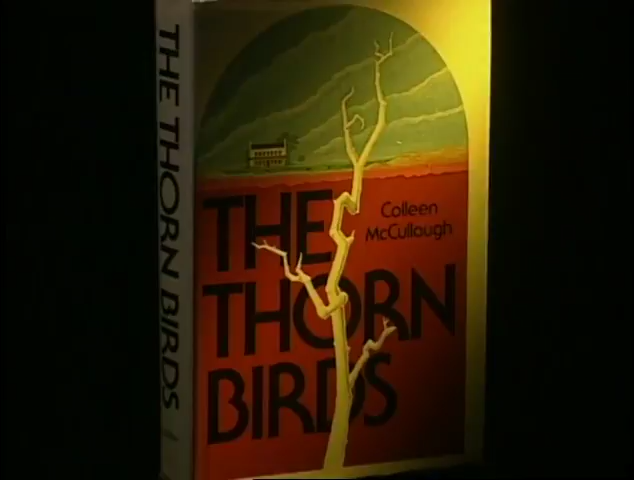 THE THORN BIRDS
Colleen
McCullough
THE
THORN
BIRDS